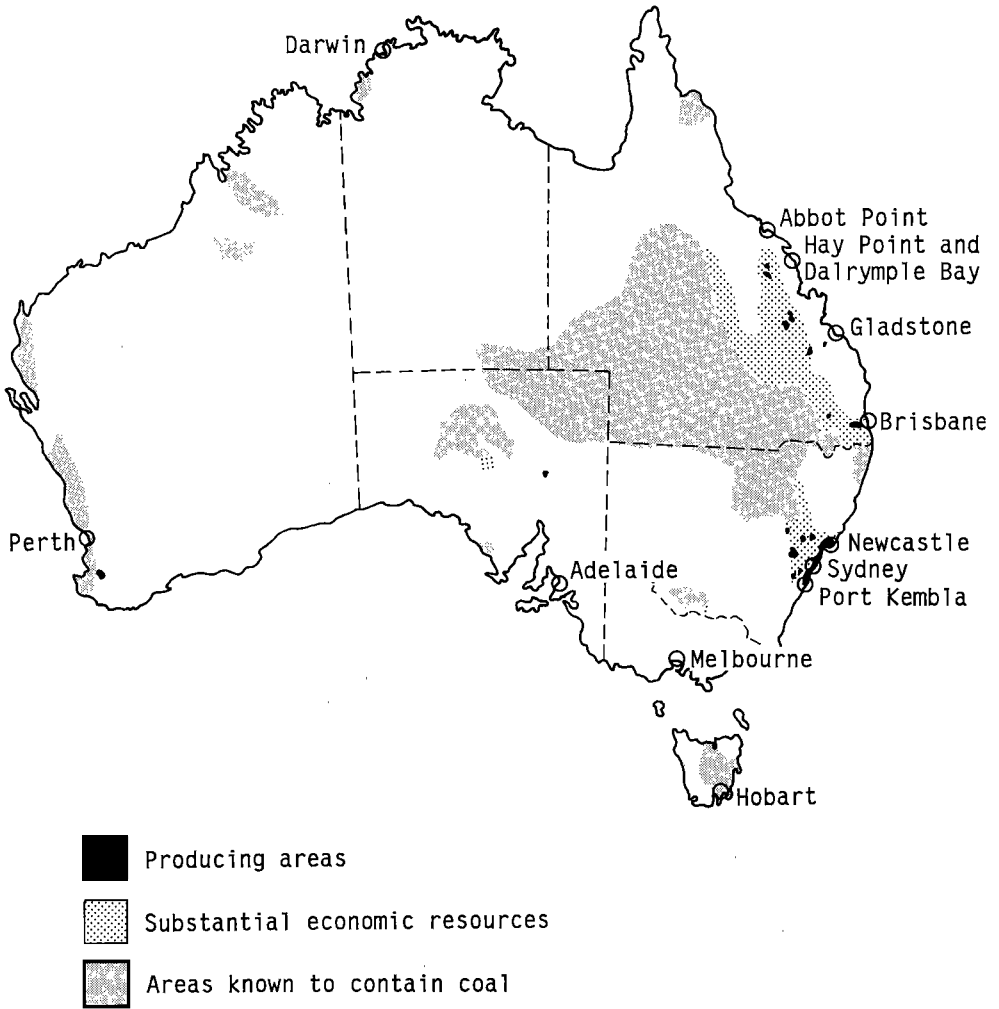 Darwin
Abbot Point
Hay Point and
Dalrymple Bay
Gladstone
Brisbane
Perth
Newcastle
Sydney
Adelaide
Port Kembla
Melbourne
Hobart
Producing areas
Substantial economic resources
Areas known to contain coal